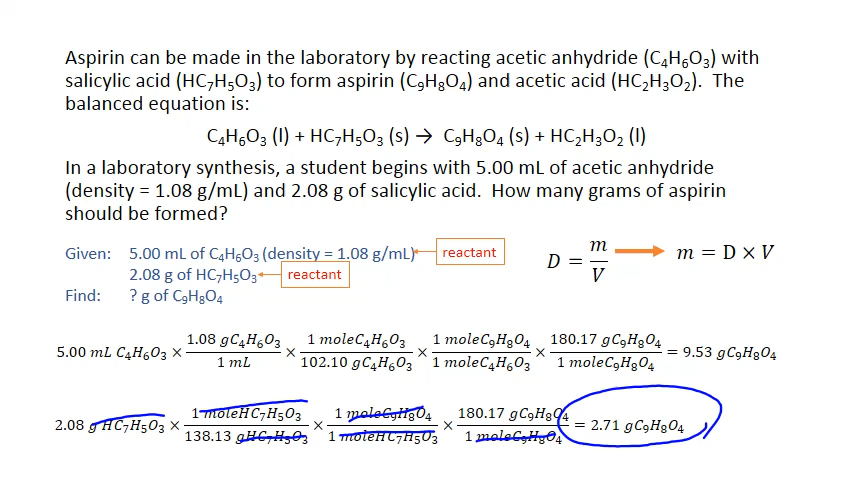 Aspirin can be made in the laboratory by reacting acetic anhydride (C₄H₆O₃) with
salicylic acid (HC₇H₅O₃) to form aspirin (C₉H₈O₄) and acetic acid (HC₂H₃O₂). The
balanced equation is:
C₄H₆O₃ (l) + HC₇H₅O₃ (s) → C₉H₈O₄ (s) + HC₂H₃O₂ (l)
In a laboratory synthesis, a student begins with 5.00 mL of acetic anhydride
(density = 1.08 g/mL) and 2.08 g of salicylic acid. How many grams of aspirin
should be formed?
Given: 5.00 mL of C₄H₆O₃ (density = 1.08 g/mL) reactant
2.08 g of HC₇H₅O₃ reactant
Find: ? g of C₉H₈O₄
D = m/V → m = D × V
5.00 mL C₄H₆O₃ × 1.08 gC₄H₆O₃ / 1 mL × 1 moleC₄H₆O₃ / 102.10 gC₄H₆O₃ × 1 moleC₉H₈O₄ / 1 moleC₄H₆O₃ × 180.17 gC₉H₈O₄ / 1 moleC₉H₈O₄ = 9.53 gC₉H₈O₄
2.08 g HC₇H₅O₃ × 1 moleHC₇H₅O₃ / 138.13 gHC₇H₅O₃ × 1 moleC₉H₈O₄ / 1 moleHC₇H₅O₃ × 180.17 gC₉H₈O₄ / 1 moleC₉H₈O₄ = 2.71 gC₉H₈O₄